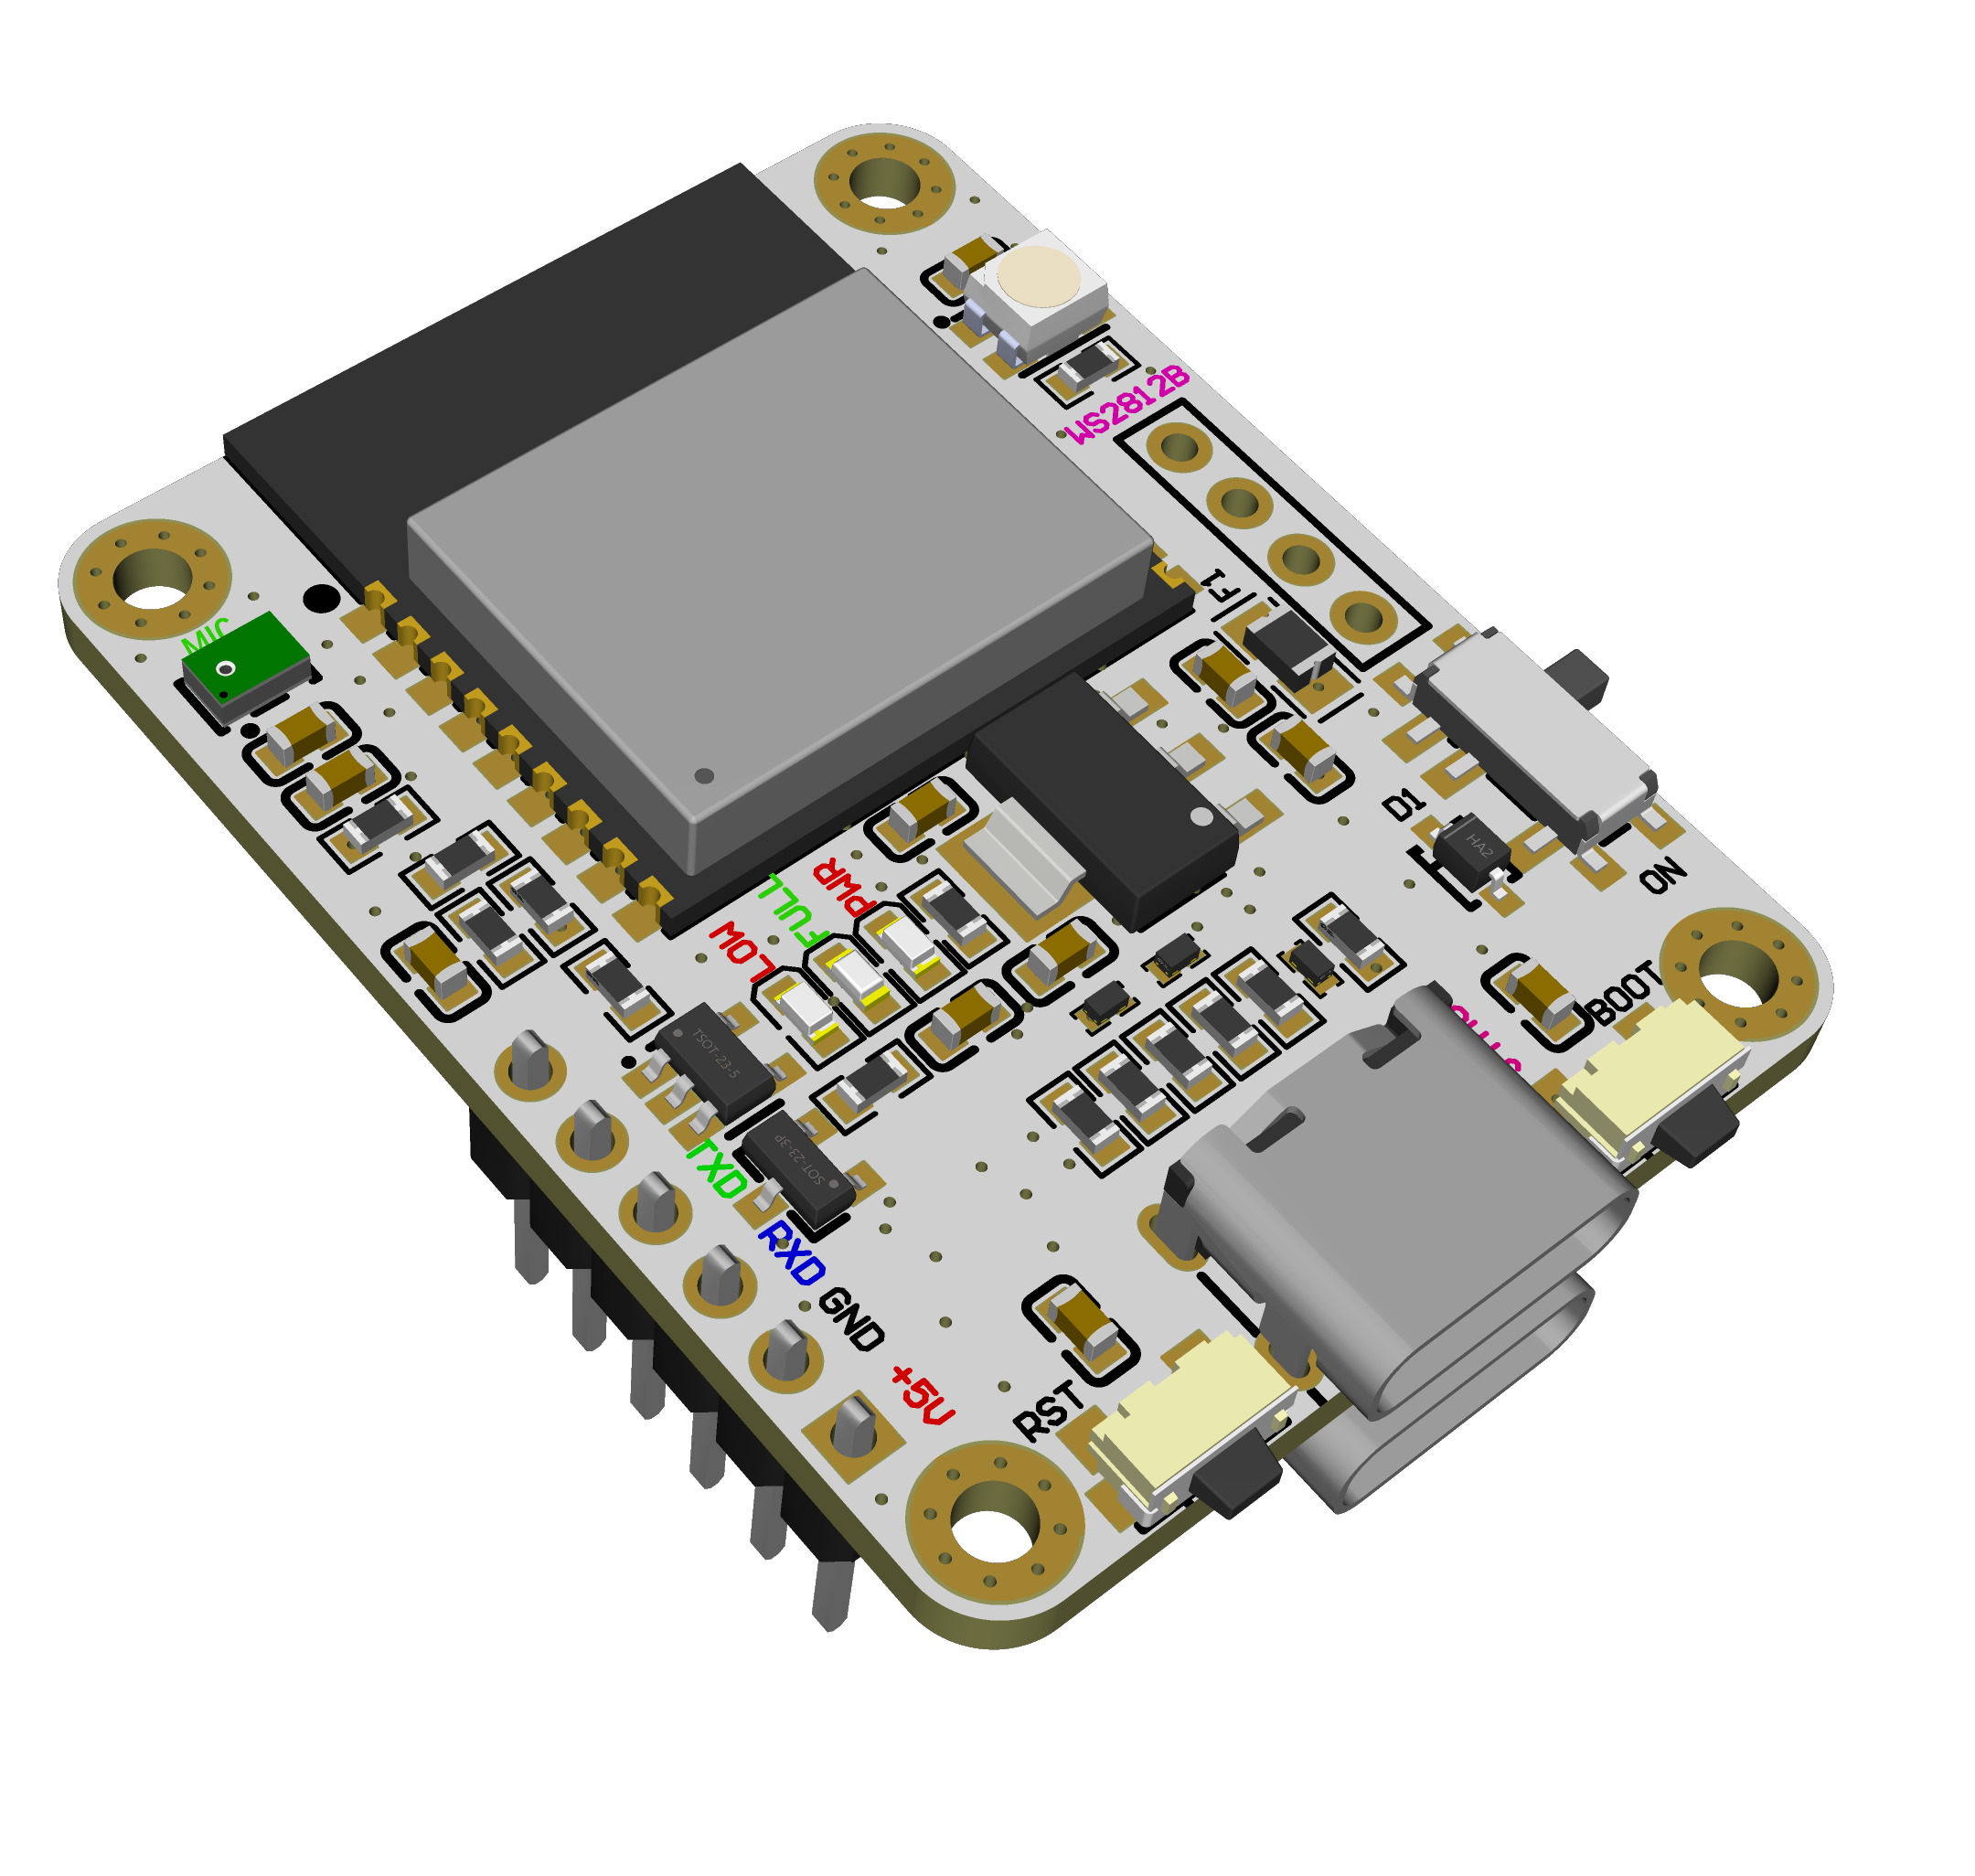 WS2812B
F1
MIC
D1
HA2
ON
PWR
FULL
LOW
BOOT
TSOT-23-5
SOT-23-3P
TXD
RXD
GND
+5V
RST